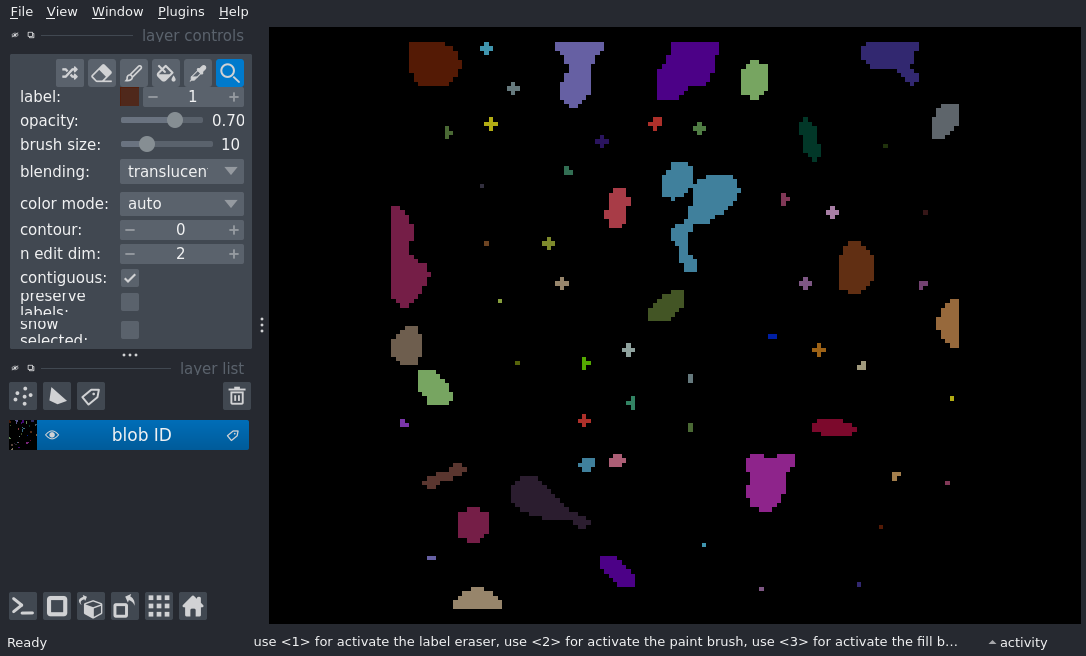 File View Window Plugins Help
layer controls
label: 1
opacity: 0.70
brush size: 10
blending: translucen
color mode: auto
contour: 0
n edit dim: 2
contiguous:
preserve
labels:
show
selected:
layer list
blob ID
Ready use <1> for activate the label eraser, use <2> for activate the paint brush, use <3> for activate the fill b... activity